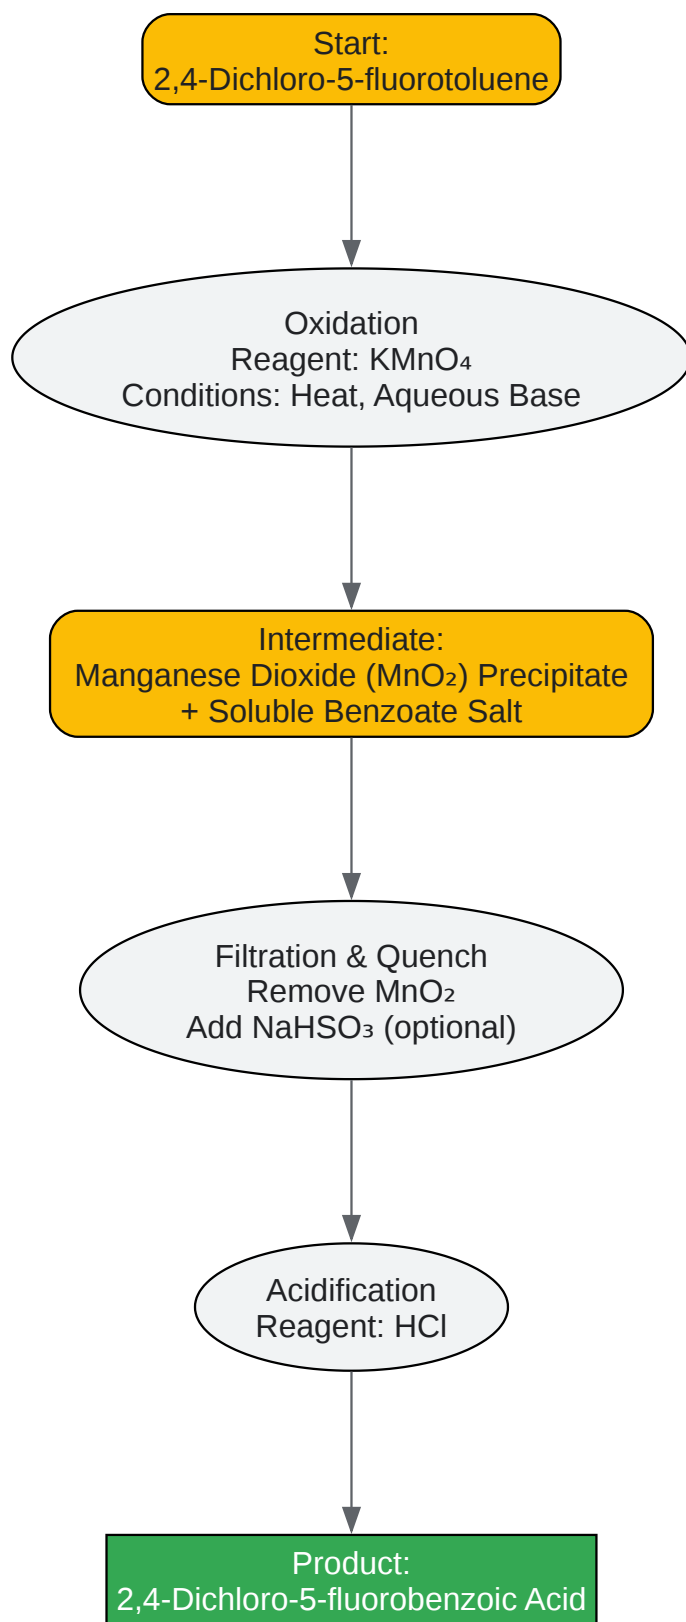 Start:
2,4-Dichloro-5-fluorotoluene
Oxidation
Reagent: KMnO₄
Conditions: Heat, Aqueous Base
Intermediate:
Manganese Dioxide (MnO₂) Precipitate
+ Soluble Benzoate Salt
Filtration & Quench
Remove MnO₂
Add NaHSO₃ (optional)
Acidification
Reagent: HCl
Product:
2,4-Dichloro-5-fluorobenzoic Acid